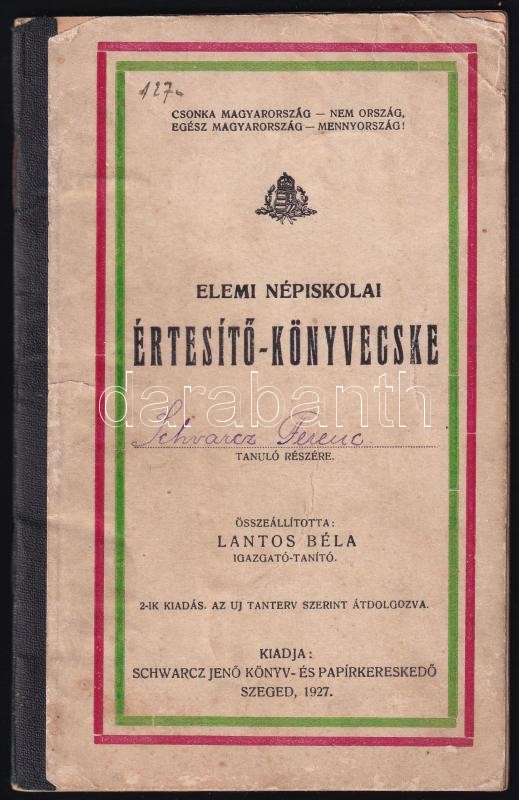 127.
CSONKA MAGYARORSZÁG — NEM ORSZÁG,
EGÉSZ MAGYARORSZÁG — MENNYORSZÁG!
ELEMI NÉPISKOLAI
ÉRTESÍTŐ-KÖNYVECSKE
darabanth
Schvarcz Ferenc
TANULÓ RÉSZÉRE.
ÖSSZEÁLLÍTOTTA:
LANTOS BÉLA
IGAZGATÓ-TANÍTÓ.
2-IK KIADÁS. AZ UJ TANTERV SZERINT ÁTDOLGOZVA.
KIADJA:
SCHWARCZ JENŐ KÖNYV- ÉS PAPÍRKERESKEDŐ
SZEGED, 1927.